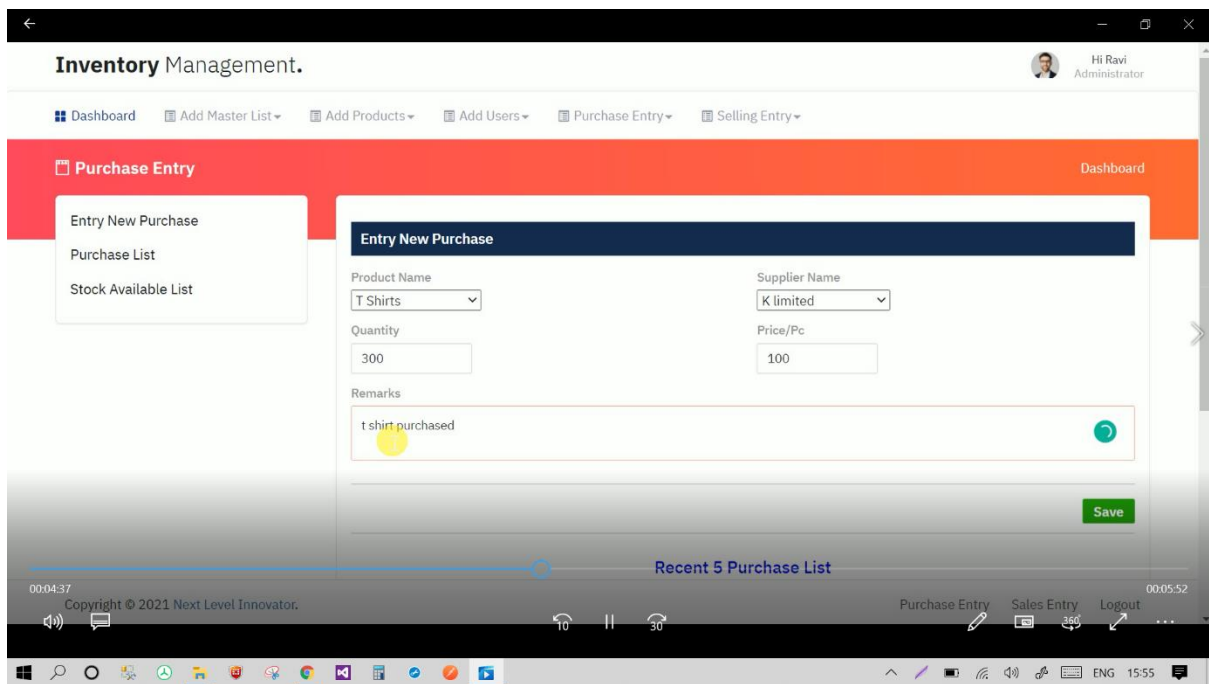 Inventory Management.
Hi Ravi
Administrator
Dashboard Add Master List Add Products Add Users Purchase Entry Selling Entry
Purchase Entry Dashboard
Entry New Purchase
Purchase List
Stock Available List
Entry New Purchase
Product Name Supplier Name
T Shirts K limited
Quantity Price/Pc
300 100
Remarks
t shirt purchased
Save
Recent 5 Purchase List
00:04:37 00:05:52
Copyright © 2021 Next Level Innovator. Purchase Entry Sales Entry Logout
10 30 360
ENG 15:55